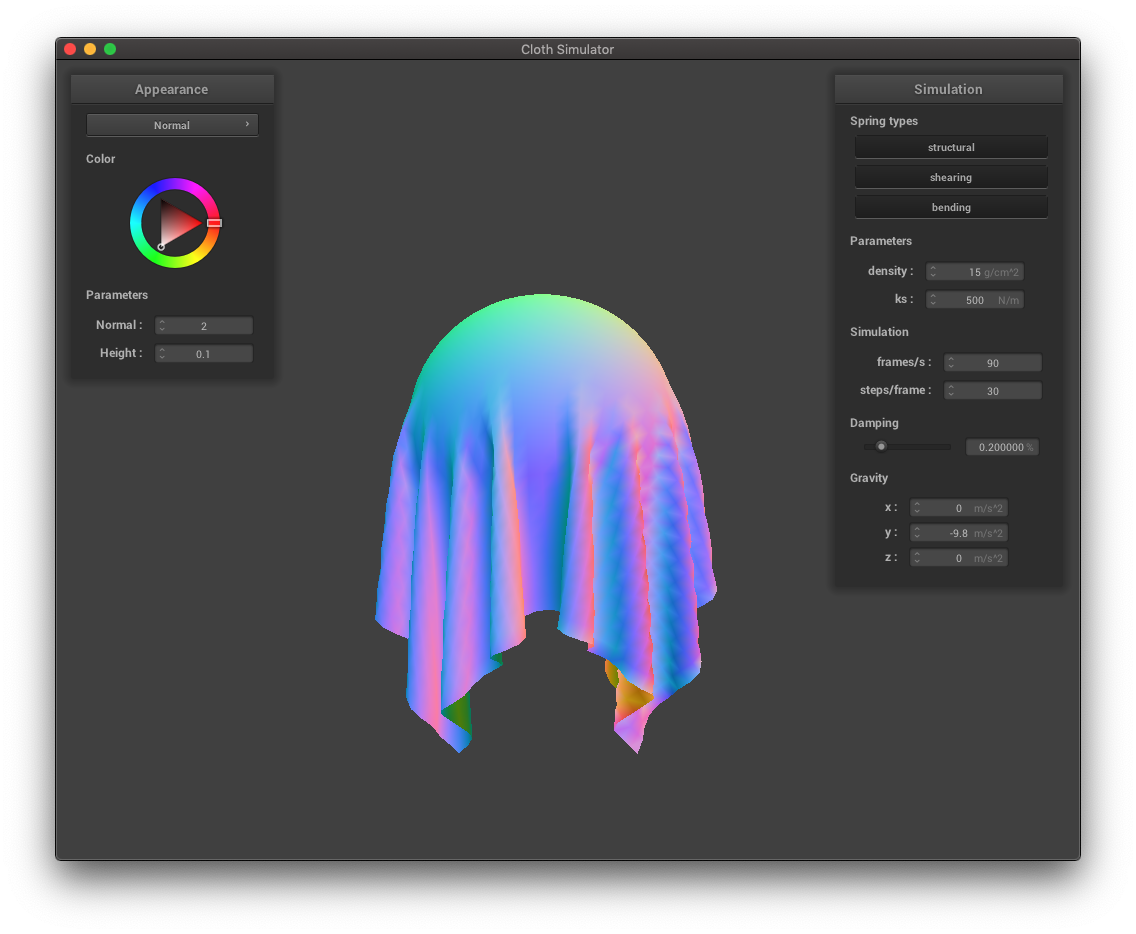 Cloth Simulator
Appearance
Normal
Color
Parameters
Normal : 2
Height : 0.1
Simulation
Spring types
structural
shearing
bending
Parameters
density : 15 g/cm^2
ks : 500 N/m
Simulation
frames/s : 90
steps/frame : 30
Damping
0.200000 %
Gravity
x : 0 m/s^2
y : -9.8 m/s^2
z : 0 m/s^2